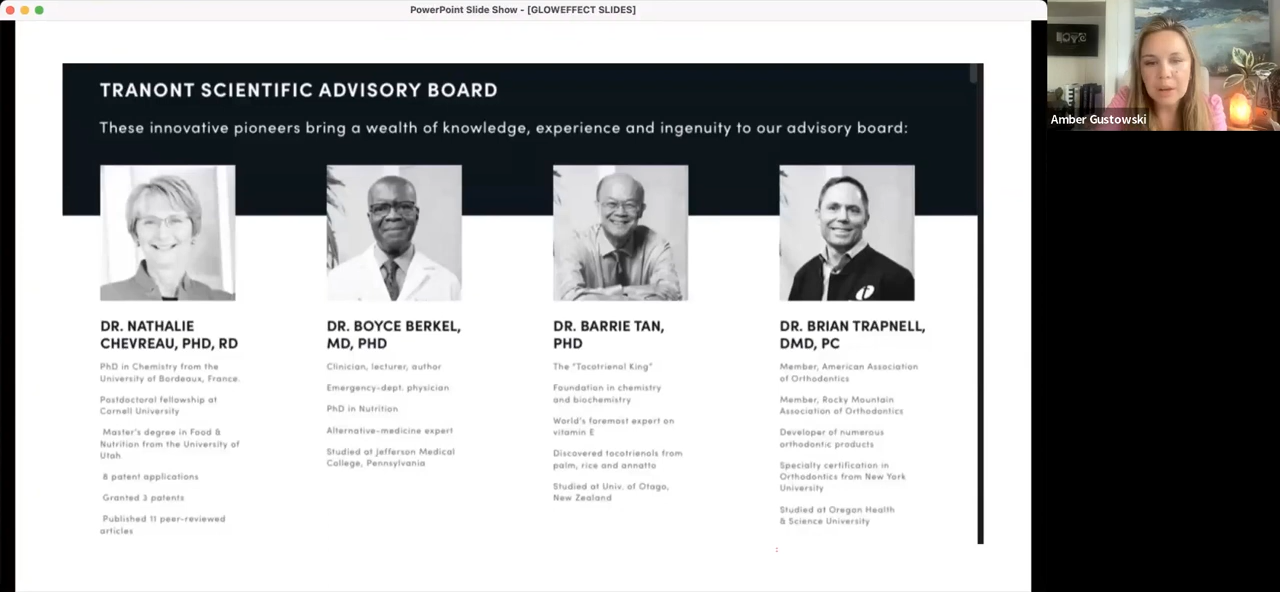 PowerPoint Slide Show - [GLOWEFFECT SLIDES]
LOVE
Amber Gustowski
TRANONT SCIENTIFIC ADVISORY BOARD
These innovative pioneers bring a wealth of knowledge, experience and ingenuity to our advisory board:
DR. NATHALIE
CHEVREAU, PHD, RD
PhD in Chemistry from the
University of Bordeaux, France.
Postdoctoral fellowship at
Cornell University
Master's degree in Food &
Nutrition from the University of
Utah
8 patent applications
Granted 3 patents
Published 11 peer-reviewed
articles
DR. BOYCE BERKEL,
MD, PHD
Clinician, lecturer, author
Emergency-dept. physician
PhD in Nutrition
Alternative-medicine expert
Studied at Jefferson Medical
College, Pennsylvania
DR. BARRIE TAN,
PHD
The "Tocotrienol King"
Foundation in chemistry
and biochemistry
World's foremost expert on
vitamin E
Discovered tocotrienols from
palm, rice and annatto
Studied at Univ. of Otago,
New Zealand
DR. BRIAN TRAPNELL,
DMD, PC
Member, American Association
of Orthodontics
Member, Rocky Mountain
Association of Orthodontics
Developer of numerous
orthodontic products
Specialty certification in
Orthodontics from New York
University
Studied at Oregon Health
& Science University